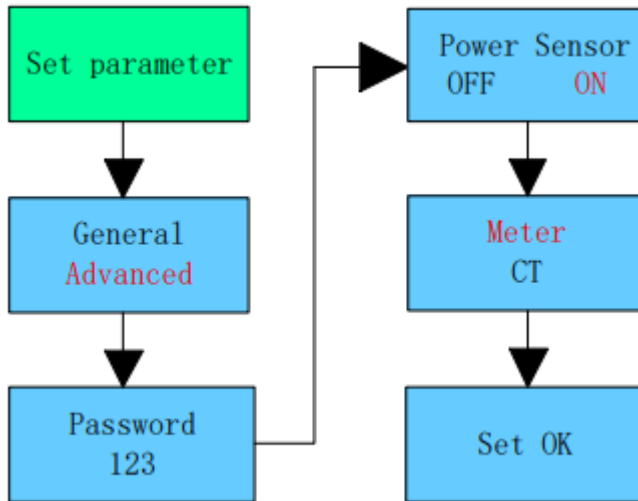 Set parameter
General
Advanced
Password
123
Power Sensor
OFF ON
Meter
CT
Set OK